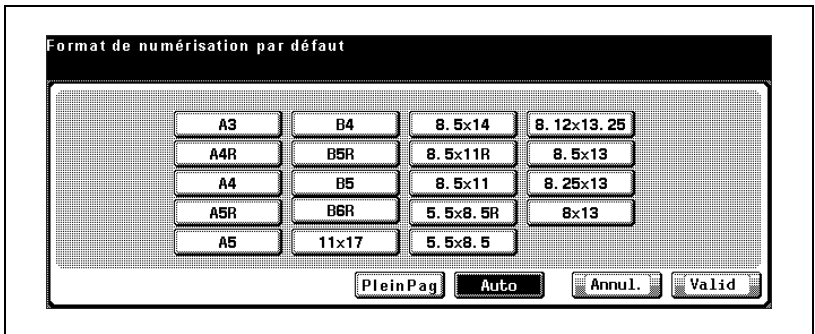 Format de numérisation par défaut
A3 B4 8.5x14 8.12x13.25
A4R B5R 8.5x11R 8.5x13
A4 B5 8.5x11 8.25x13
A5R B6R 5.5x8.5R 8x13
A5 11x17 5.5x8.5
PleinPag Auto Annul. Valid